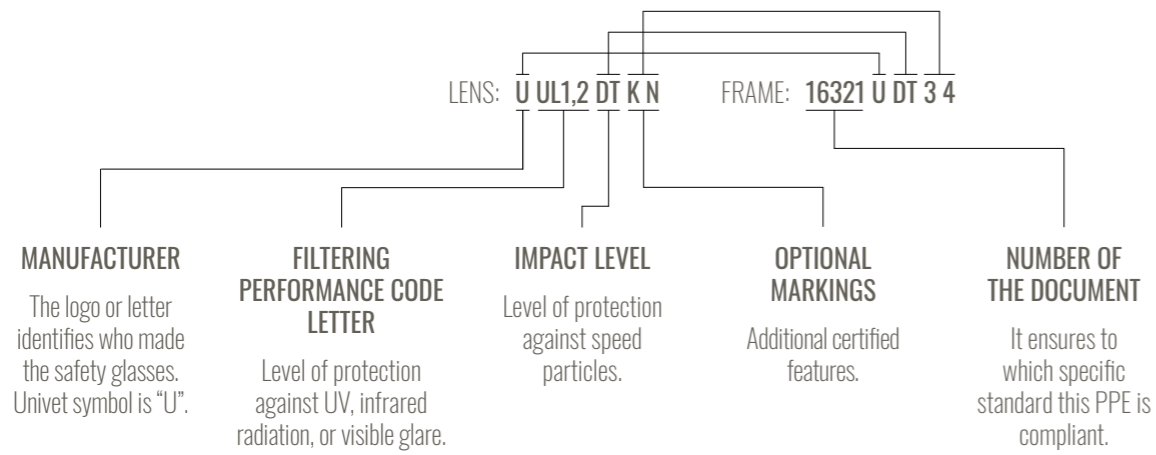 LENS: U UL1,2 DT K N FRAME: 16321 U DT 3 4
MANUFACTURER
The logo or letter
identifies who made
the safety glasses.
Univet symbol is “U”.
FILTERING
PERFORMANCE CODE
LETTER
Level of protection
against UV, infrared
radiation, or visible glare.
IMPACT LEVEL
Level of protection
against speed
particles.
OPTIONAL
MARKINGS
Additional certified
features.
NUMBER OF
THE DOCUMENT
It ensures to
which specific
standard this PPE is
compliant.